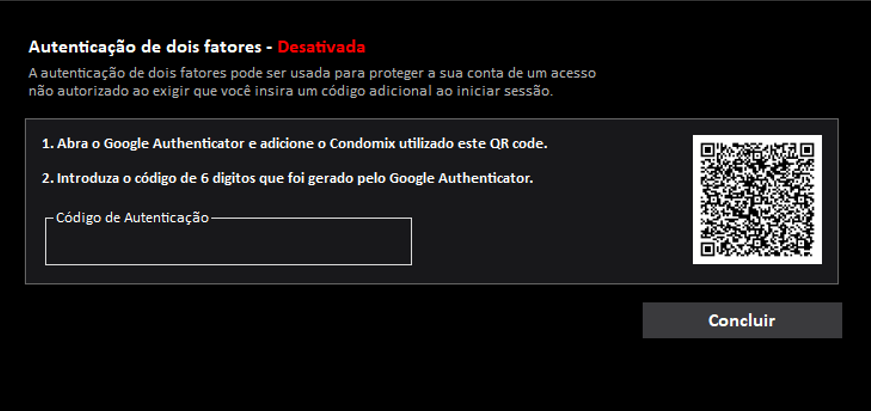 Autenticação de dois fatores - Desativada
A autenticação de dois fatores pode ser usada para proteger a sua conta de um acesso
não autorizado ao exigir que você insira um código adicional ao iniciar sessão.
1. Abra o Google Authenticator e adicione o Condomix utilizado este QR code.
2. Introduza o código de 6 digitos que foi gerado pelo Google Authenticator.
Código de Autenticação
Concluir